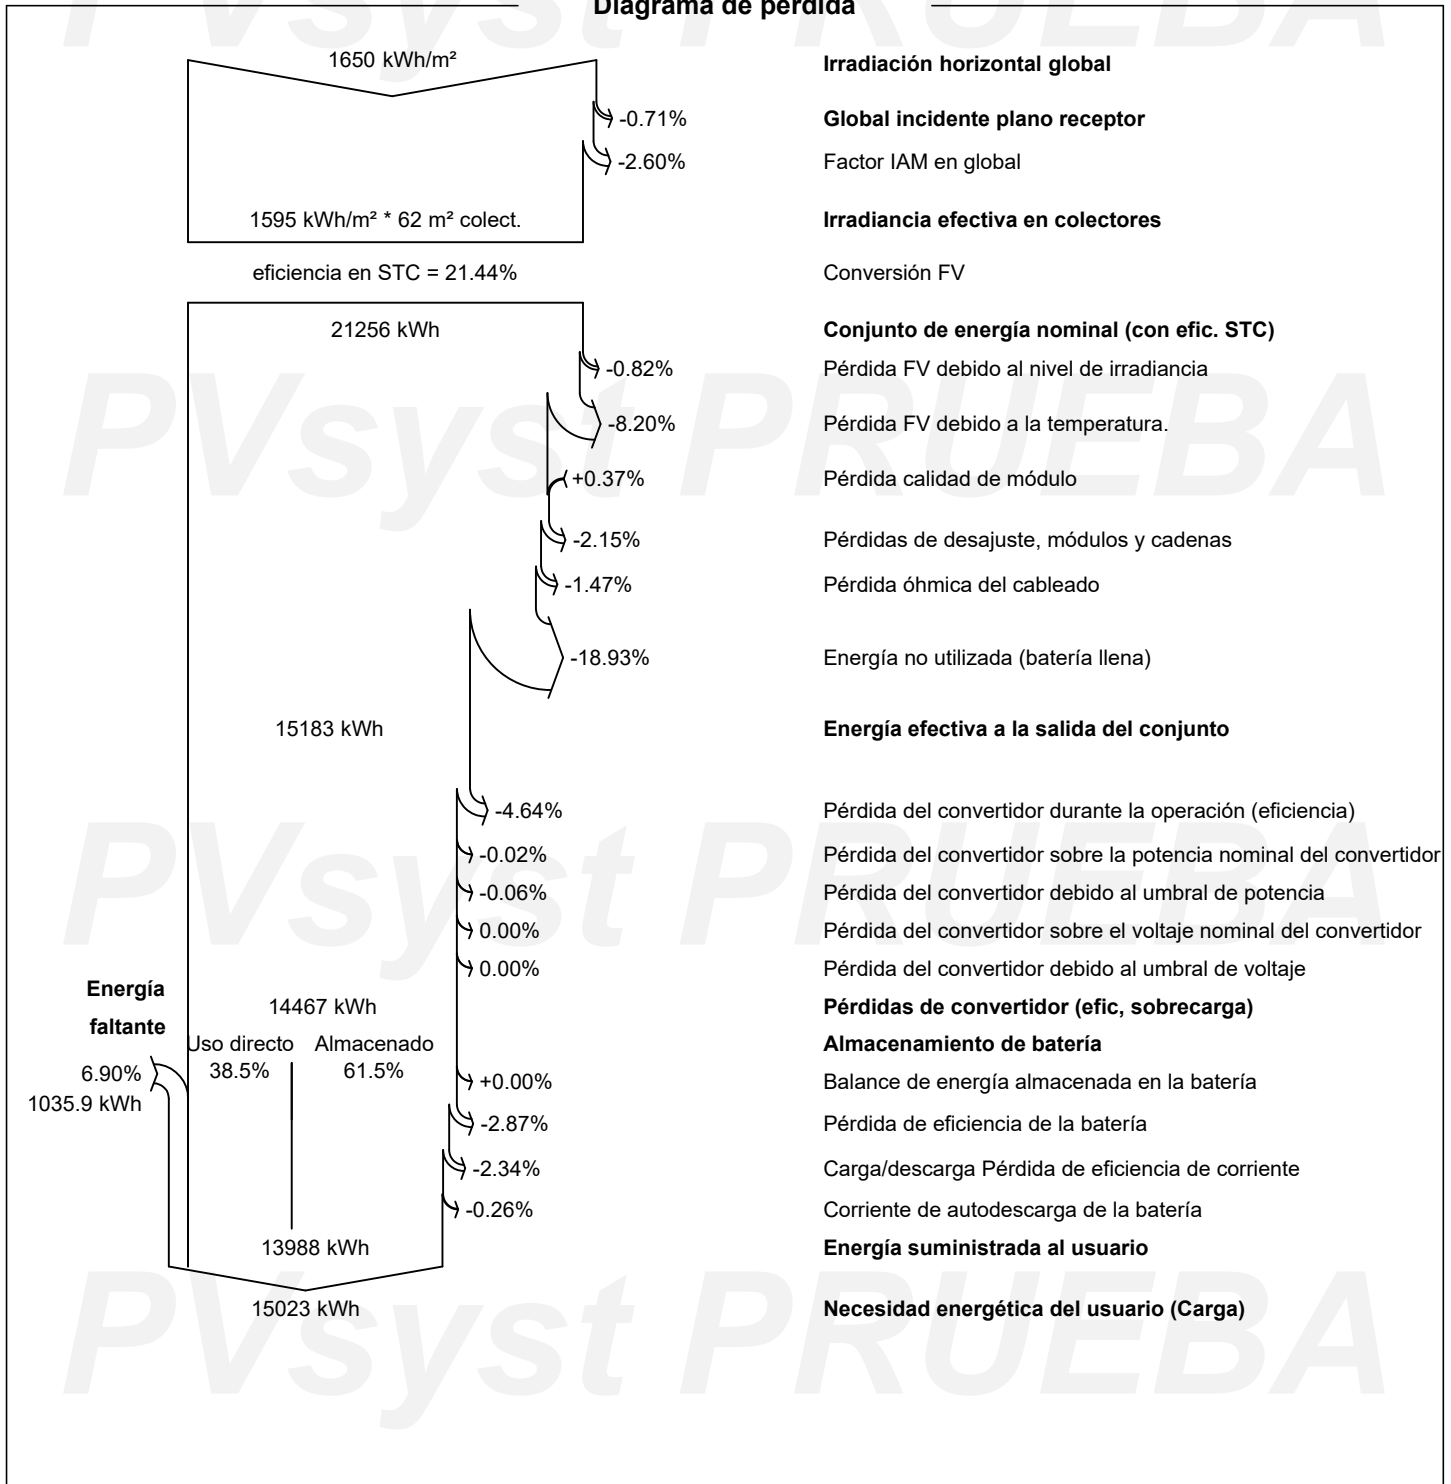 Diagrama de pérdida
1650 kWh/m² Irradiación horizontal global
-0.71% Global incidente plano receptor
-2.60% Factor IAM en global
1595 kWh/m² * 62 m² colect. Irradiancia efectiva en colectores
eficiencia en STC = 21.44% Conversión FV
21256 kWh Conjunto de energía nominal (con efic. STC)
-0.82% Pérdida FV debido al nivel de irradiancia
-8.20% Pérdida FV debido a la temperatura.
+0.37% Pérdida calidad de módulo
-2.15% Pérdidas de desajuste, módulos y cadenas
-1.47% Pérdida óhmica del cableado
-18.93% Energía no utilizada (batería llena)
15183 kWh Energía efectiva a la salida del conjunto
-4.64% Pérdida del convertidor durante la operación (eficiencia)
-0.02% Pérdida del convertidor sobre la potencia nominal del convertidor
-0.06% Pérdida del convertidor debido al umbral de potencia
0.00% Pérdida del convertidor sobre el voltaje nominal del convertidor
0.00% Pérdida del convertidor debido al umbral de voltaje
Energía
14467 kWh Pérdidas de convertidor (efic, sobrecarga)
faltante
Uso directo Almacenado Almacenamiento de batería
6.90% 38.5% 61.5%
+0.00% Balance de energía almacenada en la batería
1035.9 kWh
-2.87% Pérdida de eficiencia de la batería
-2.34% Carga/descarga Pérdida de eficiencia de corriente
-0.26% Corriente de autodescarga de la batería
13988 kWh Energía suministrada al usuario
15023 kWh Necesidad energética del usuario (Carga)
PVsyst PRUEBA
PVsyst PRUEBA
PVsyst PRUEBA
PVsyst PRUEBA